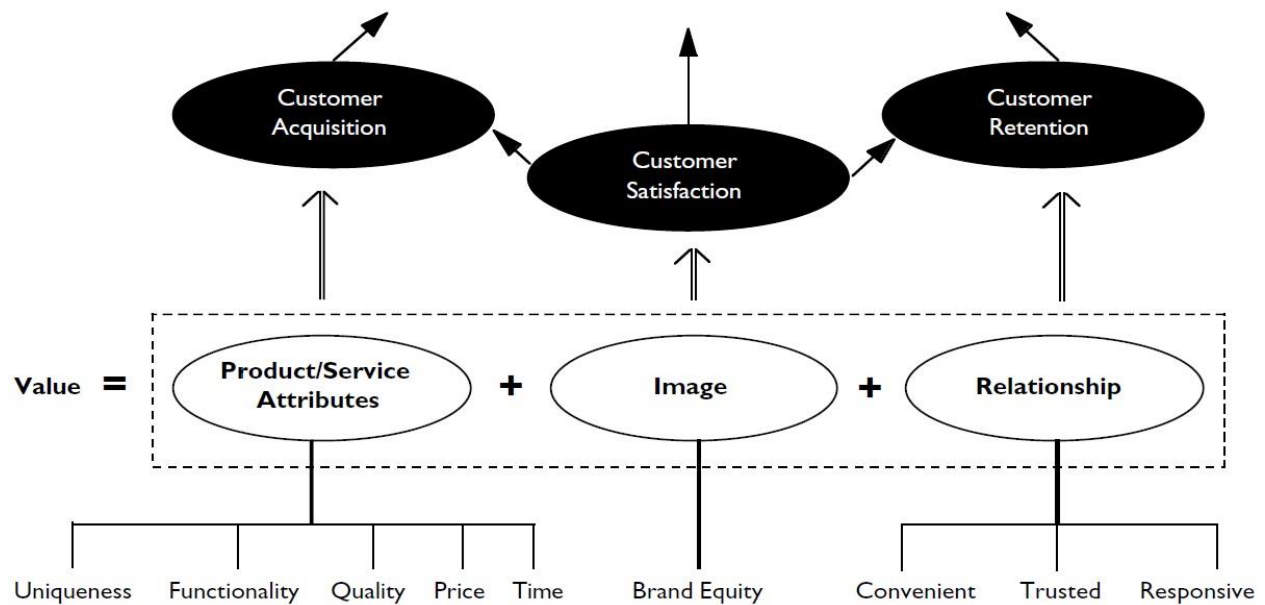 Customer
Acquisition
Customer
Satisfaction
Customer
Retention
Value = Product/Service
Attributes
+
Image
+
Relationship
Uniqueness Functionality Quality Price Time Brand Equity Convenient Trusted Responsive